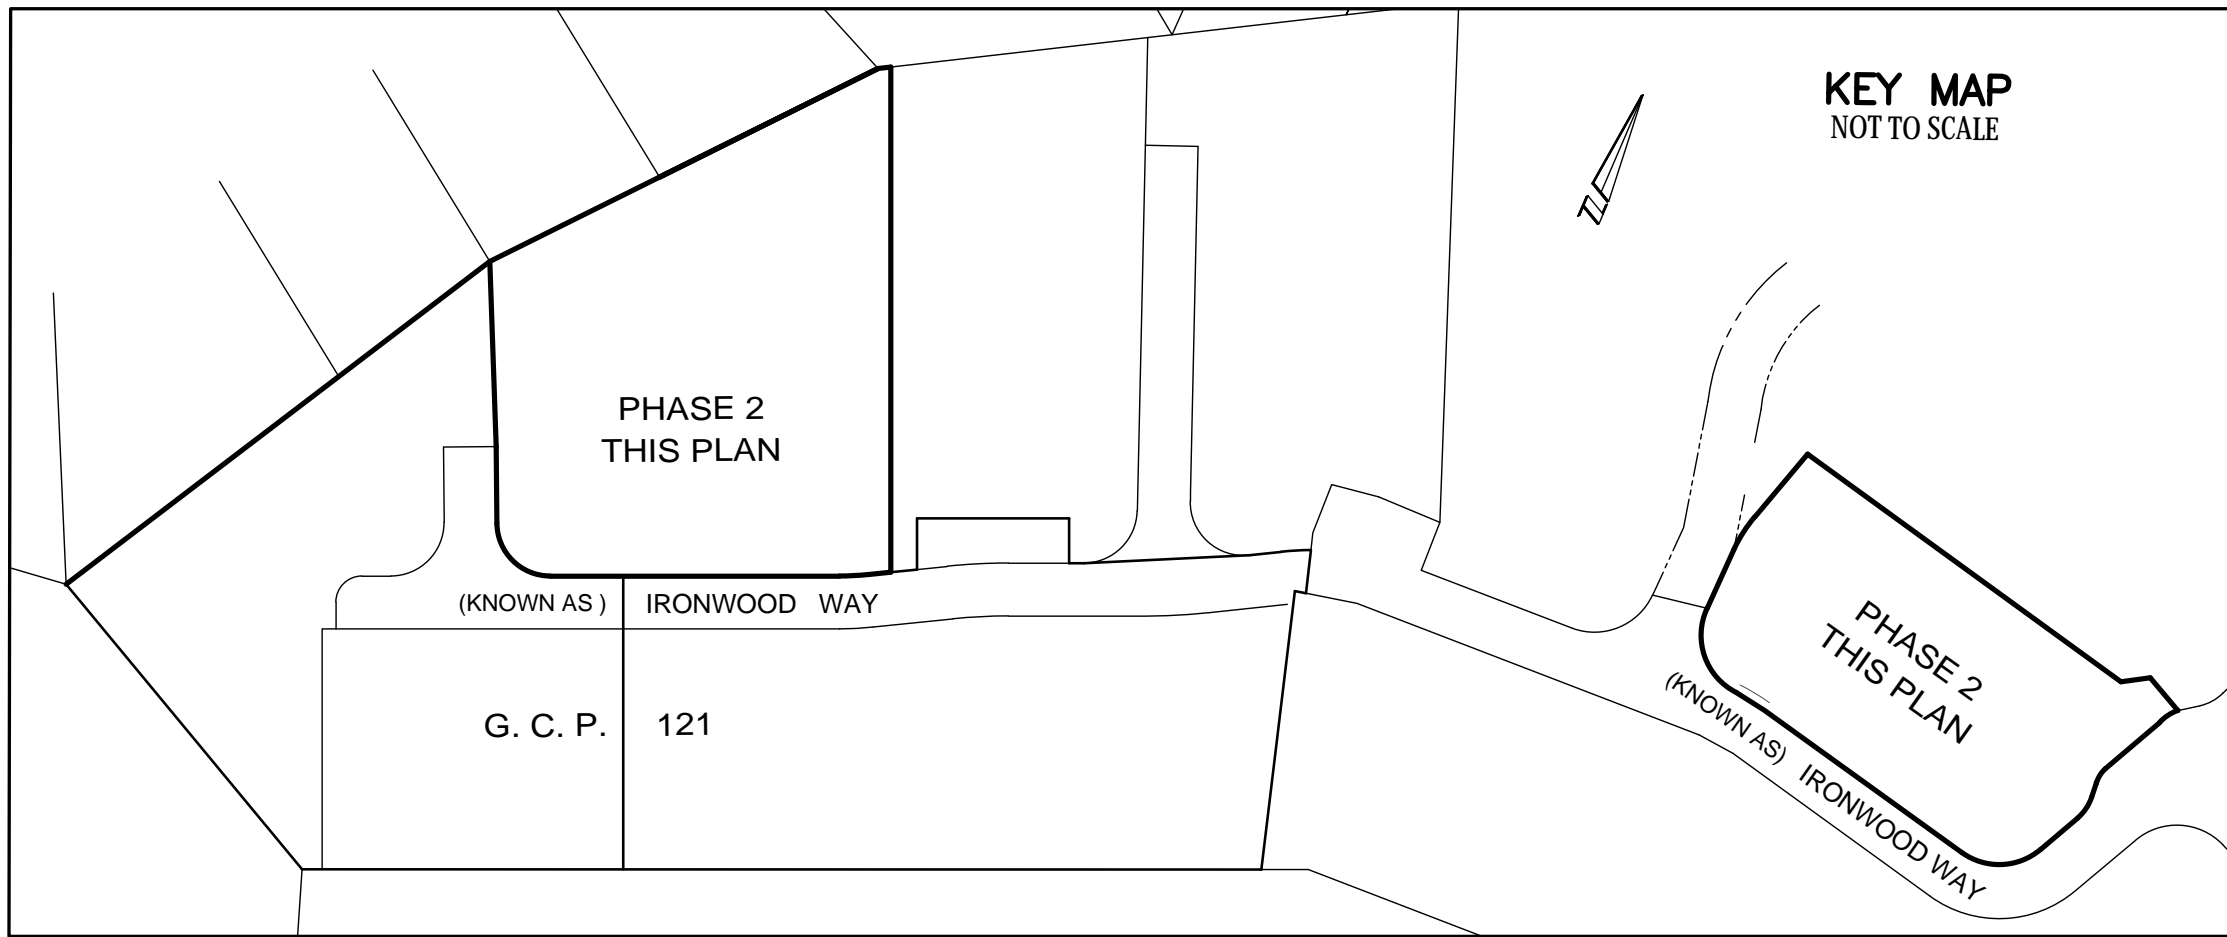 KEY MAP
NOT TO SCALE
N
PHASE 2
THIS PLAN
(KNOWN AS ) IRONWOOD WAY
G. C. P. 121
PHASE 2
THIS PLAN
(KNOWN AS) IRONWOOD WAY